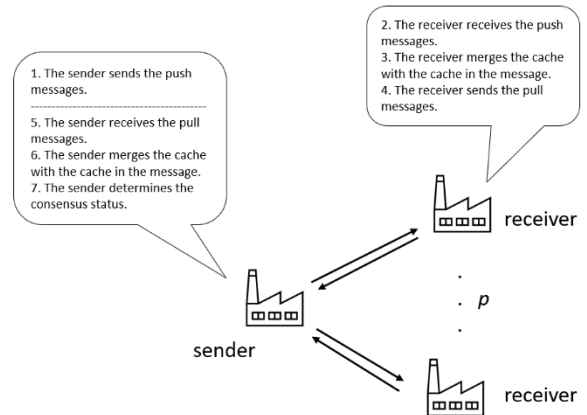 1. The sender sends the push
messages.
5. The sender receives the pull
messages.
6. The sender merges the cache
with the cache in the message.
7. The sender determines the
consensus status.
2. The receiver receives the push
messages.
3. The receiver merges the cache
with the cache in the message.
4. The receiver sends the pull
messages.
receiver
p
sender
receiver